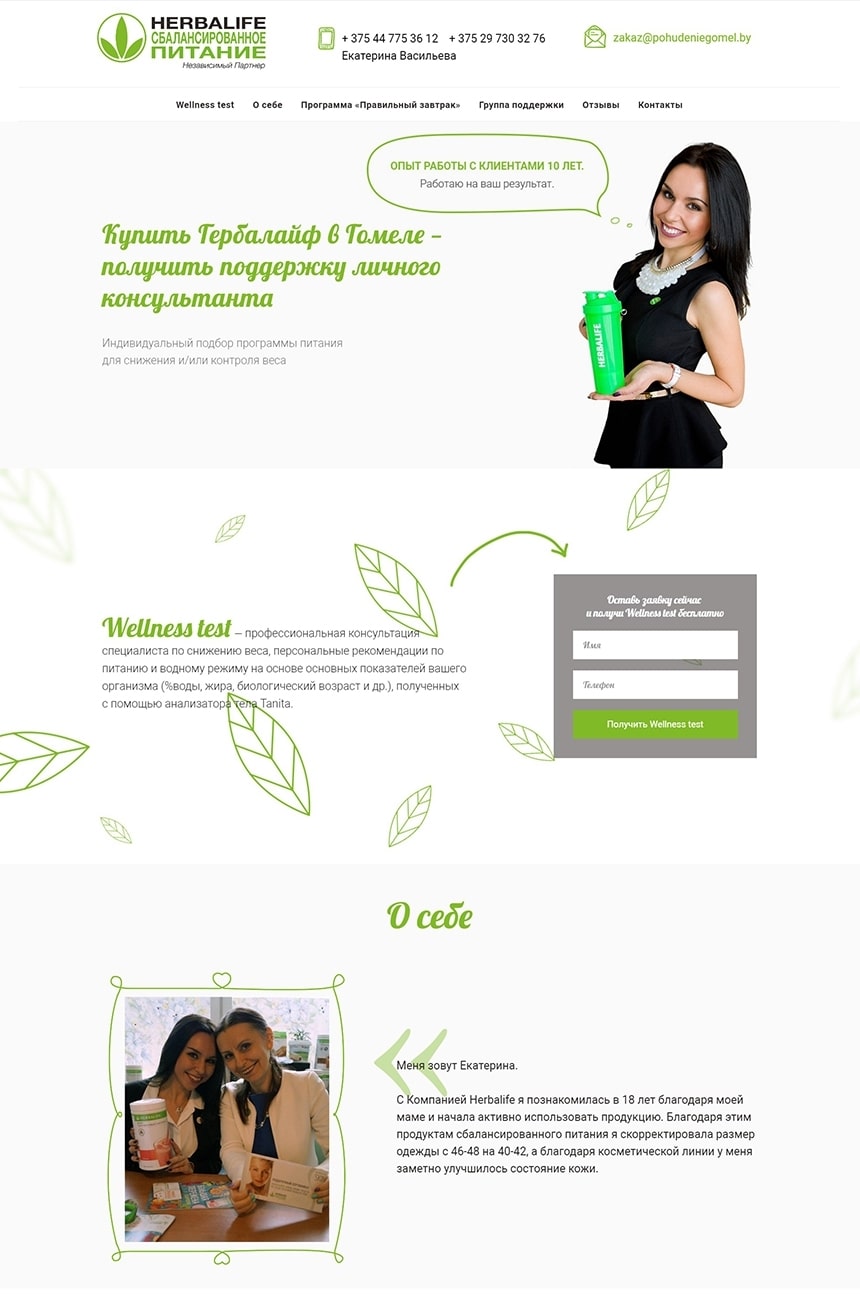 HERBALIFE
СБАЛАНСИРОВАННОЕ
ПИТАНИЕ
Независимый Партнер
+ 375 44 775 36 12 + 375 29 730 32 76
Екатерина Васильева
zakaz@pohudeniegomel.by
Wellness test О себе Программа «Правильный завтрак» Группа поддержки Отзывы Контакты
ОПЫТ РАБОТЫ С КЛИЕНТАМИ 10 ЛЕТ.
Работаю на ваш результат.
Купить Гербалайф в Гомеле –
получить поддержку личного
консультанта
Индивидуальный подбор программы питания
для снижения и/или контроля веса
HERBALIFE
Wellness test — профессиональная консультация
специалиста по снижению веса, персональные рекомендации по
питанию и водному режиму на основе основных показателей вашего
организма (%воды, жира, биологический возраст и др.), полученных
с помощью анализатора тела Tanita.
Оставь заявку сейчас
и получи Wellness test бесплатно
Имя
Телефон
Получить Wellness test
О себе
Меня зовут Екатерина.
С Компанией Herbalife я познакомилась в 18 лет благодаря моей
маме и начала активно использовать продукцию. Благодаря этим
продуктам сбалансированного питания я скорректировала размер
одежды с 46-48 на 40-42, а благодаря косметической линии у меня
заметно улучшилось состояние кожи.